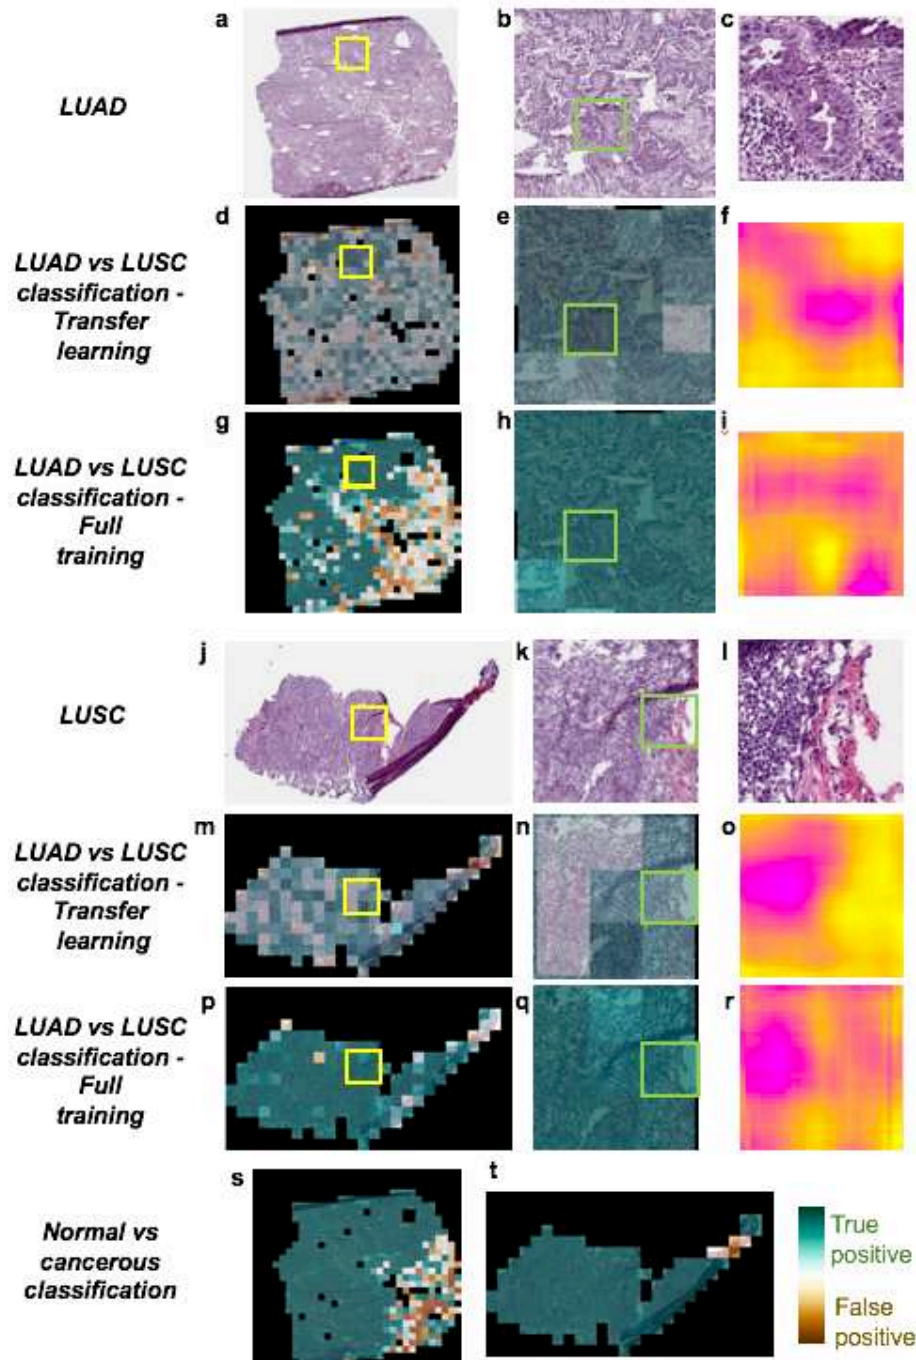 a
b
c
LUAD
d
e
f
LUAD vs LUSC
classification -
Transfer
learning
g
h
i
LUAD vs LUSC
classification -
Full
training
j
k
l
LUSC
m
n
o
LUAD vs LUSC
classification -
Transfer
learning
p
q
r
LUAD vs LUSC
classification -
Full
training
s
t
Normal vs
cancerous
classification
True
positive
False
positive